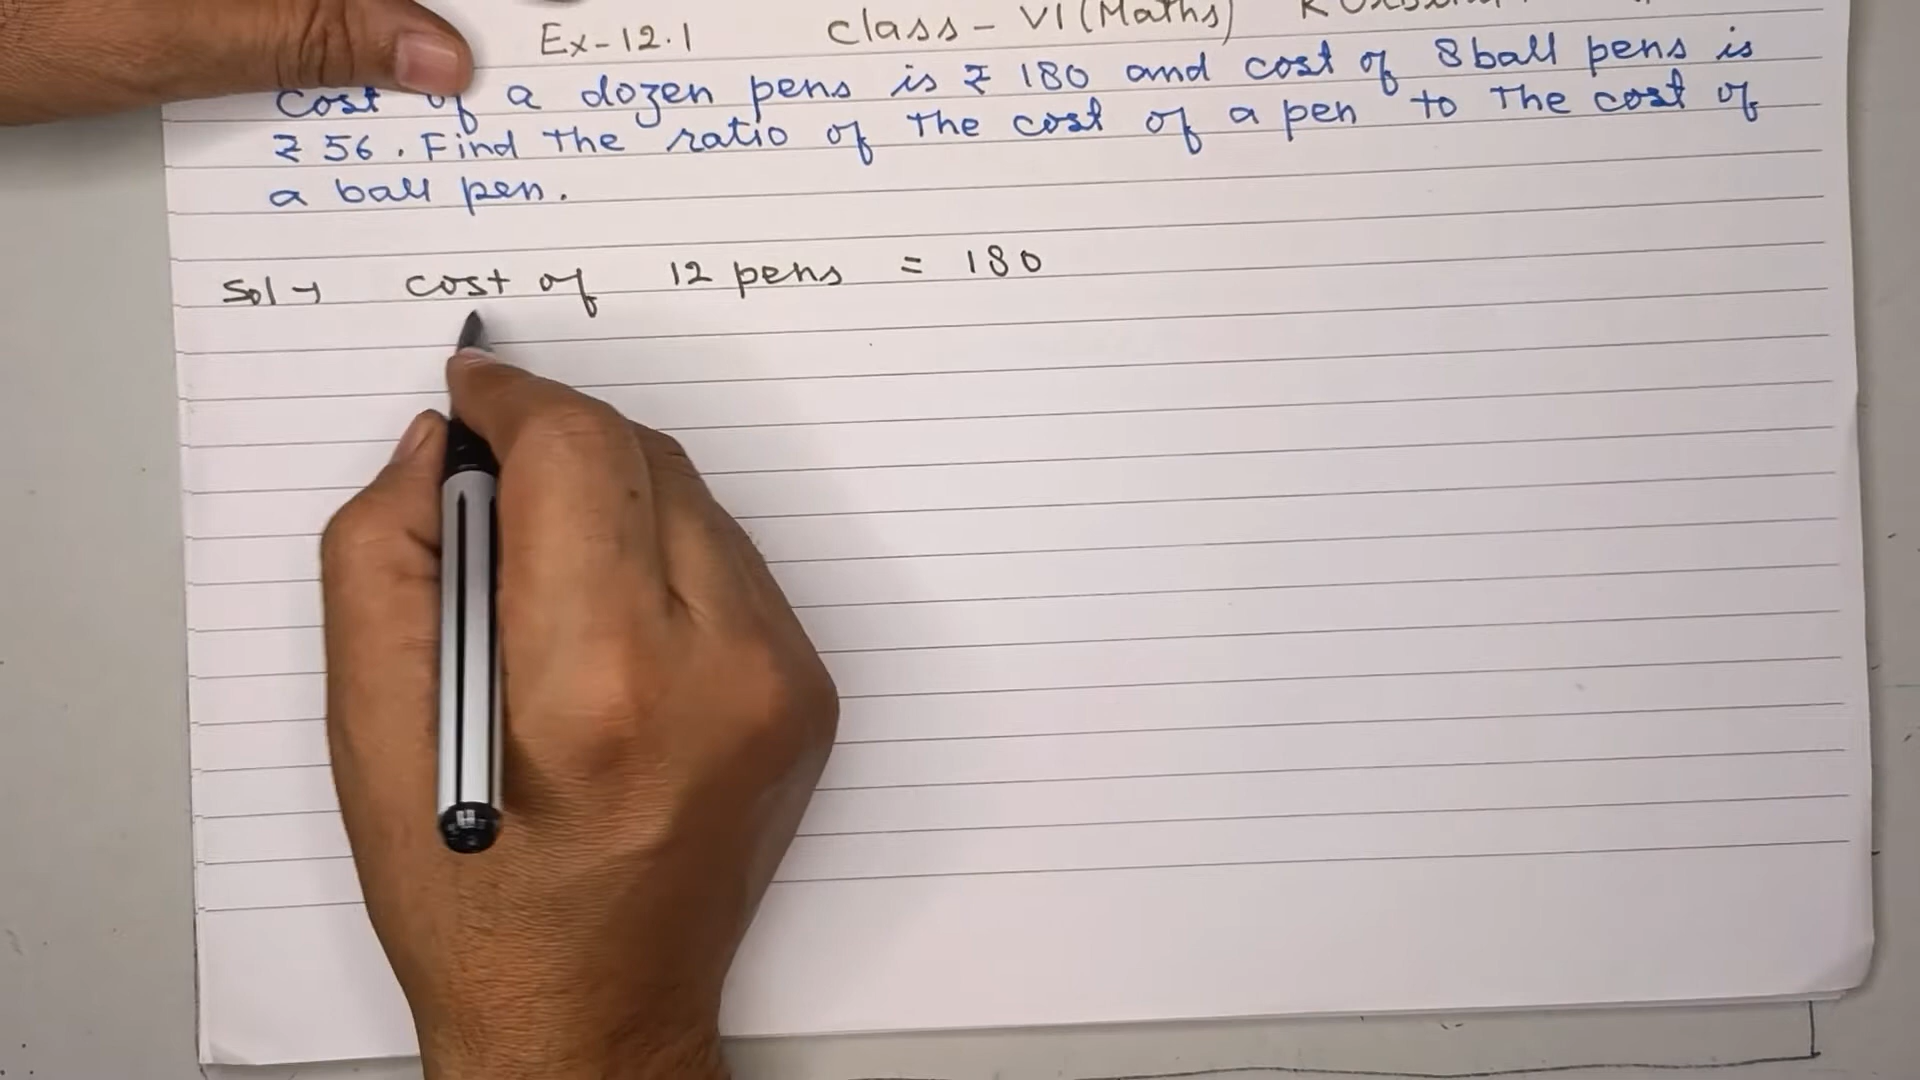 Ex-12.1 Class-VI (Maths)
Cost of a dozen pens is ₹ 180 and cost of 8 ball pens is
₹ 56. Find the ratio of the cost of a pen to the cost of
a ball pen.
Sol→ cost of 12 pens = 180